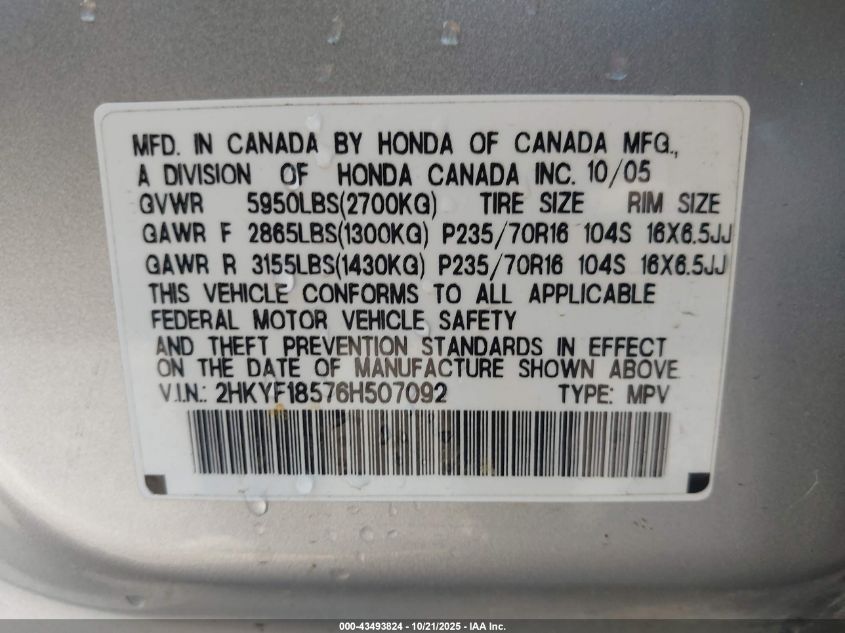 MFD. IN CANADA BY HONDA OF CANADA MFG.,
A DIVISION OF HONDA CANADA INC. 10/05
GVWR 5950LBS(2700KG) TIRE SIZE RIM SIZE
GAWR F 2865LBS(1300KG) P235/70R16 104S 16X6.5JJ
GAWR R 3155LBS(1430KG) P235/70R16 104S 16X6.5JJ
THIS VEHICLE CONFORMS TO ALL APPLICABLE
FEDERAL MOTOR VEHICLE SAFETY
AND THEFT PREVENTION STANDARDS IN EFFECT
ON THE DATE OF MANUFACTURE SHOWN ABOVE
V.I.N.: 2HKYF18576H507092 TYPE: MPV
000-43493824 - 10/21/2025 - IAA Inc.